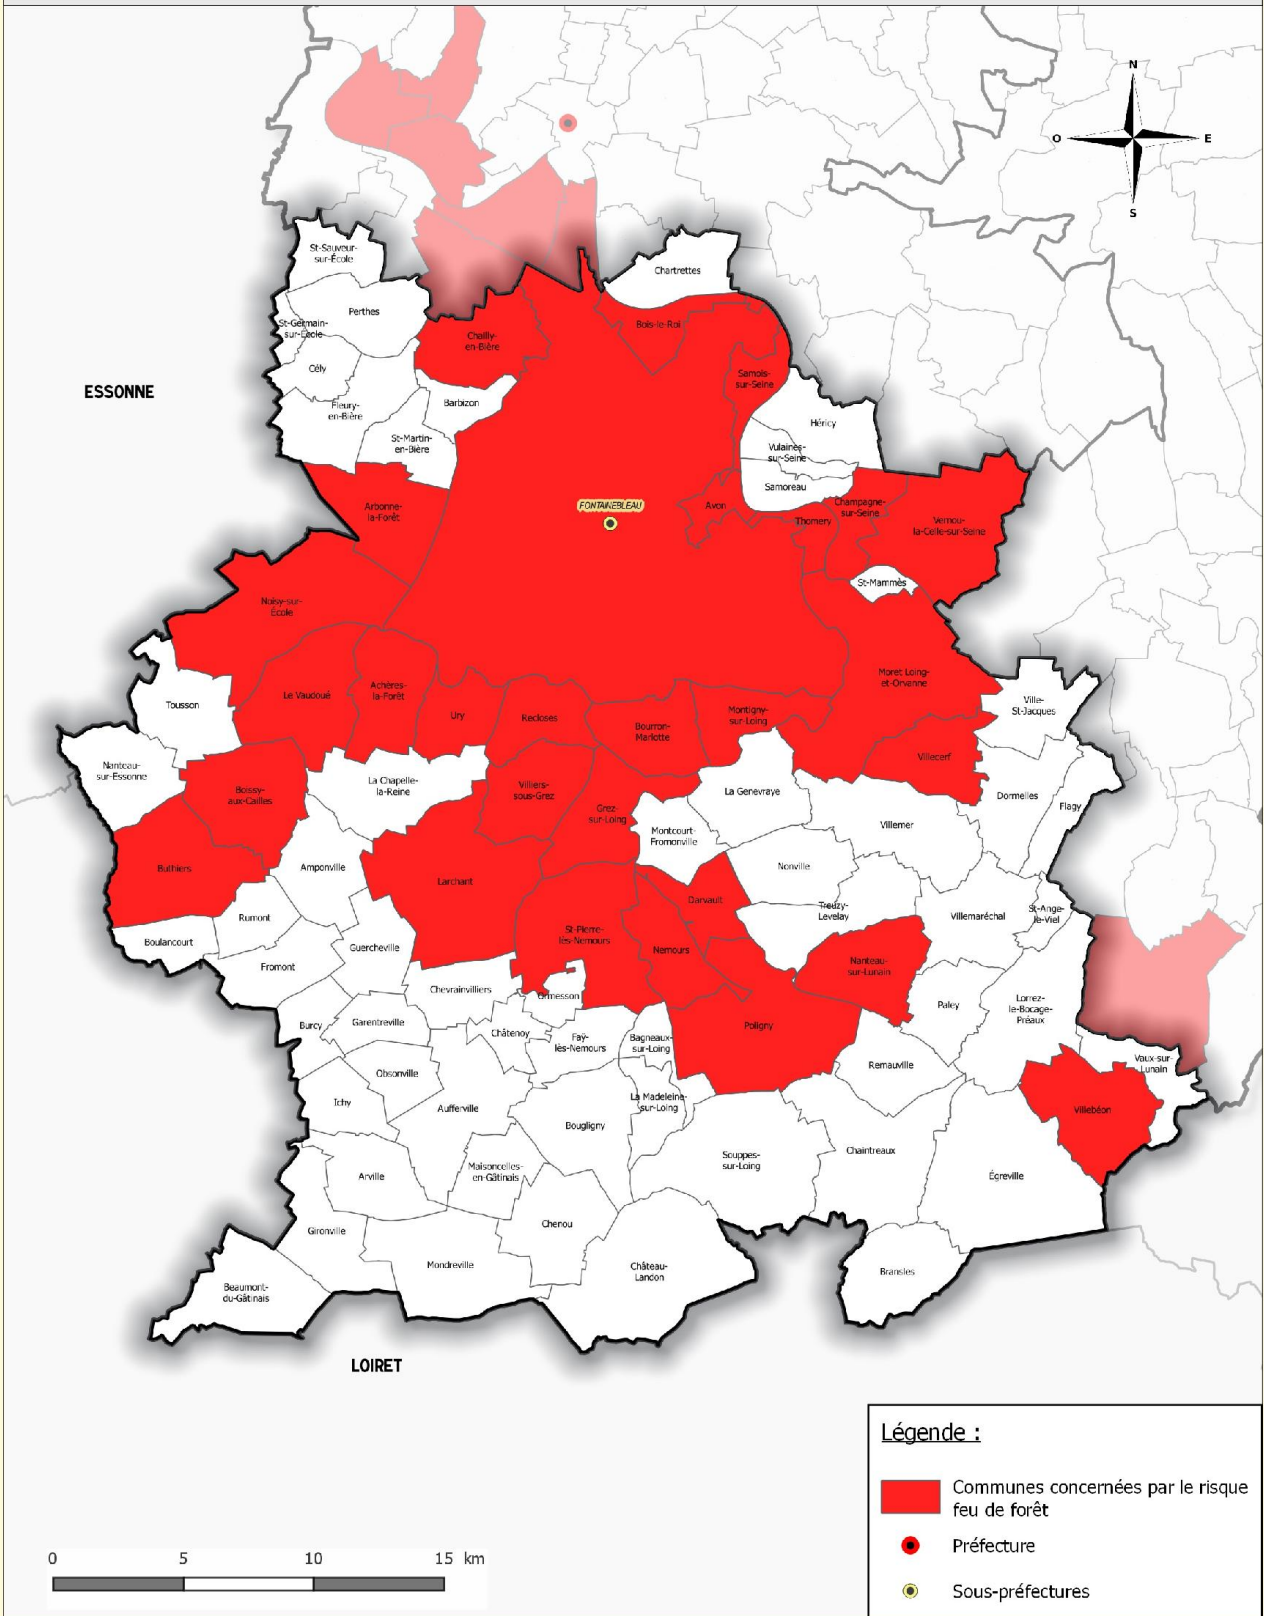 N
O
E
S
St-Sauveur-
sur-École
Chartrettes
Perthes
St-Germain-
sur-École
Bois-le-Roi
Chailly-
en-Bière
Cély
Samois-
sur-Seine
ESSONNE
Barbizon
Fleury-
en-Bière
Héricy
St-Martin-
en-Bière
Vulaines-
sur-Seine
Samoreau
FONTAINEBLEAU
Avon
Arbonne-
la-Forêt
Champagne-
sur-Seine
Thomery
Vernou-
la-Celle-sur-Seine
St-Mammès
Noisy-sur-
École
Moret Loing-
et-Orvanne
Le Vaudoué
Achères-
la-Forêt
Tousson
Ury
Recloses
Montigny-
sur-Loing
Ville-
St-Jacques
Bourron-
Marlotte
Villecerf
Nanteau-
sur-Essonne
La Chapelle-
la-Reine
Villiers-
sous-Grez
La Genevraye
Boissy-
aux-Cailles
Dormelles
Flagy
Grez-
sur-Loing
Villemer
Montcourt-
Fromonville
Buthiers
Amponville
Larchant
Nonville
Darvault
Treuzy-
Levelay
Rumont
Villemaréchal
St-Ange-
le-Viel
Boulancourt
St-Pierre-
lès-Nemours
Guercheville
Nemours
Fromont
Nanteau-
sur-Lunain
Chevrainvilliers
Ormesson
Paley
Lorrez-
le-Bocage-
Préaux
Burcy
Garentreville
Châtenoy
Faÿ-
lès-Nemours
Bagneaux-
sur-Loing
Poligny
Obsonville
Remauville
Vaux-sur-
Lunain
Ichy
Aufferville
La Madeleine-
sur-Loing
Villebéon
Bougligny
Souppes-
sur-Loing
Chaintreaux
Arville
Maisoncelles-
en-Gâtinais
Égreville
Gironville
Chenou
Mondreville
Château-
Landon
Bransles
Beaumont-
du-Gâtinais
LOIRET
Légende :
Communes concernées par le risque
feu de forêt
Préfecture
Sous-préfectures
0 5 10 15 km